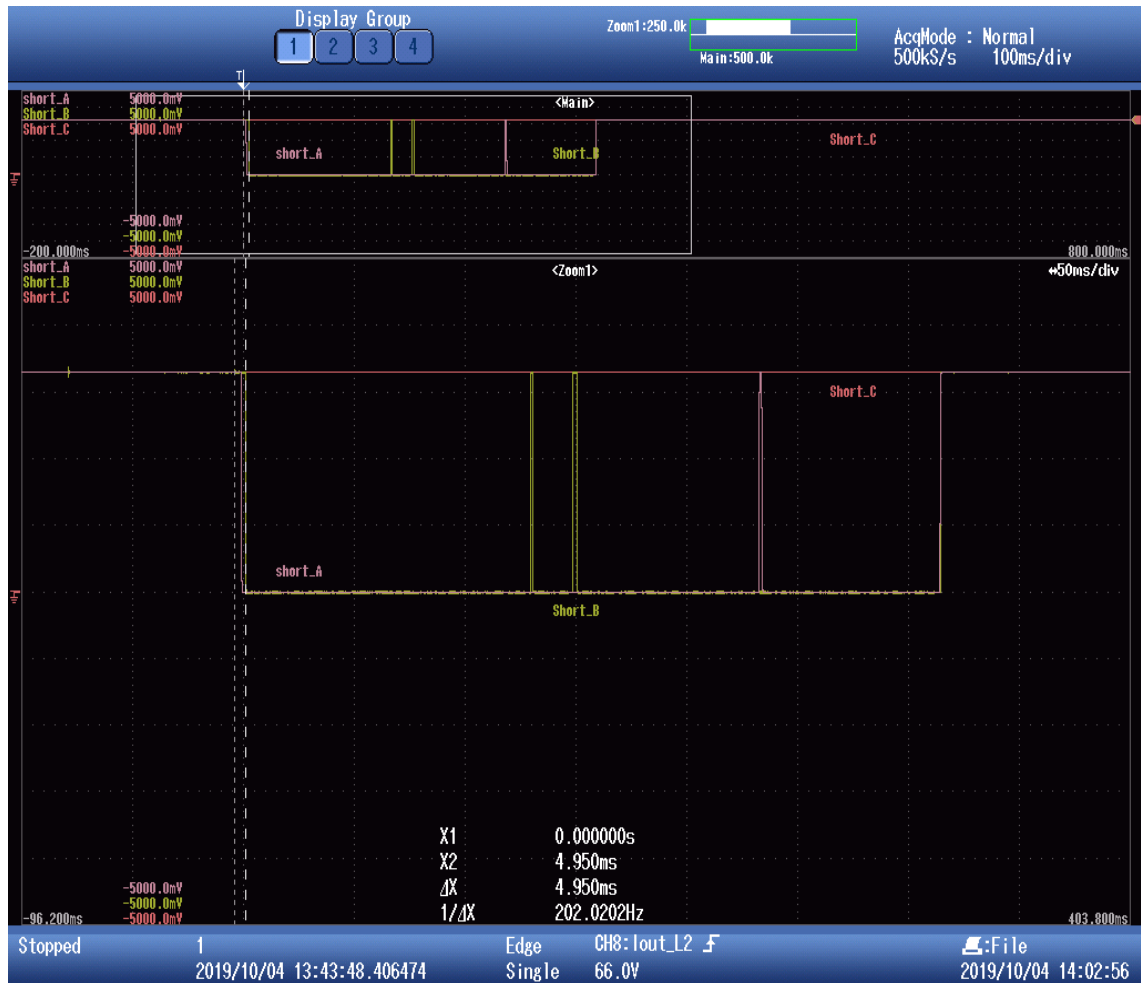 Display Group
1 2 3 4
Zoom1:250.0k
Main:500.0k
AcqMode : Normal
500kS/s 100ms/div
T
short_A 5000.0mV
Short_B 5000.0mV
Short_C 5000.0mV
<Main>
short_A
Short_B
Short_C
-5000.0mV
-5000.0mV
-5000.0mV
-200.000ms
800.000ms
short_A 5000.0mV
Short_B 5000.0mV
Short_C 5000.0mV
<Zoom1>
50ms/div
Short_C
short_A
Short_B
X1 0.000000s
X2 4.950ms
ΔX 4.950ms
1/ΔX 202.0202Hz
-5000.0mV
-5000.0mV
-5000.0mV
-96.200ms
403.800ms
Stopped 1 Edge CH8:Iout_L2 :File
2019/10/04 13:43:48.406474 Single 66.0V 2019/10/04 14:02:56